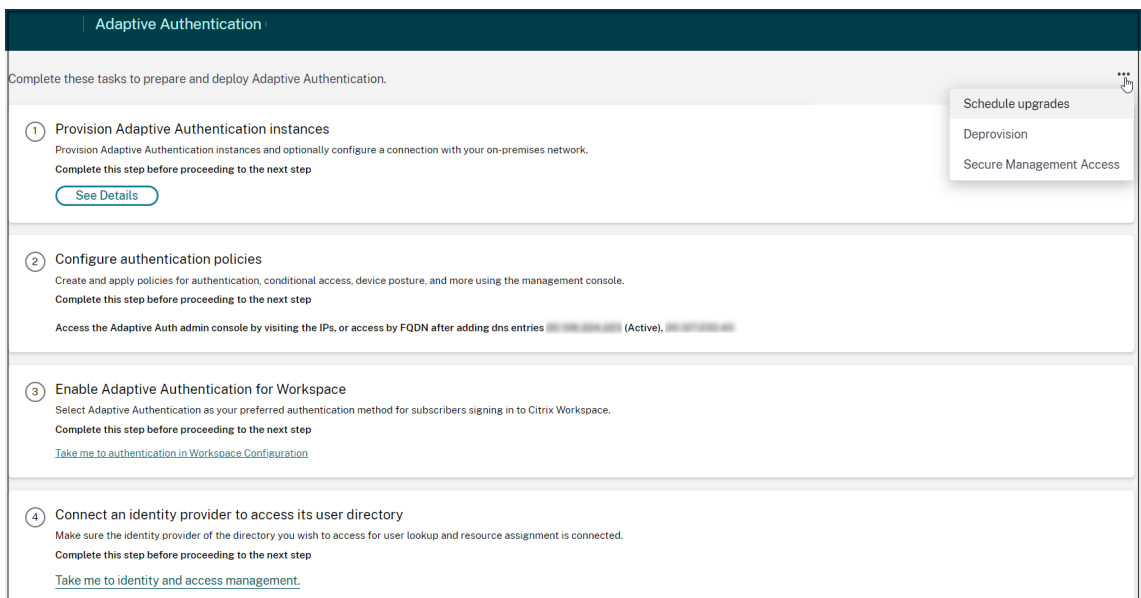 Adaptive Authentication
Complete these tasks to prepare and deploy Adaptive Authentication.
Schedule upgrades
Deprovision
Secure Management Access
1 Provision Adaptive Authentication instances
Provision Adaptive Authentication instances and optionally configure a connection with your on-premises network.
Complete this step before proceeding to the next step
See Details
2 Configure authentication policies
Create and apply policies for authentication, conditional access, device posture, and more using the management console.
Complete this step before proceeding to the next step
Access the Adaptive Auth admin console by visiting the IPs, or access by FQDN after adding dns entries (Active),
3 Enable Adaptive Authentication for Workspace
Select Adaptive Authentication as your preferred authentication method for subscribers signing in to Citrix Workspace.
Complete this step before proceeding to the next step
Take me to authentication in Workspace Configuration
4 Connect an identity provider to access its user directory
Make sure the identity provider of the directory you wish to access for user lookup and resource assignment is connected.
Complete this step before proceeding to the next step
Take me to identity and access management.